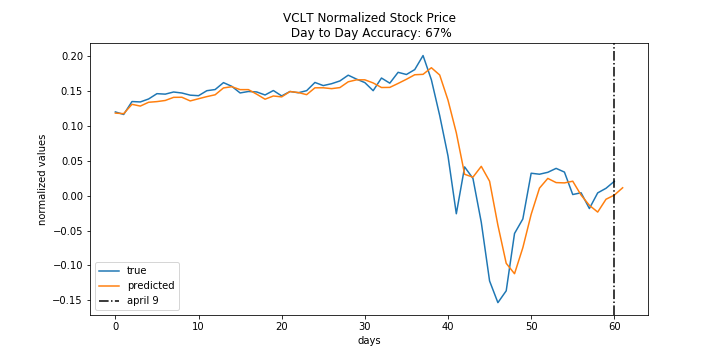 VCLT Normalized Stock Price
Day to Day Accuracy: 67%
normalized values
0.20
0.15
0.10
0.05
0.00
−0.05
−0.10
−0.15
true
predicted
april 9
0 10 20 30 40 50 60
days